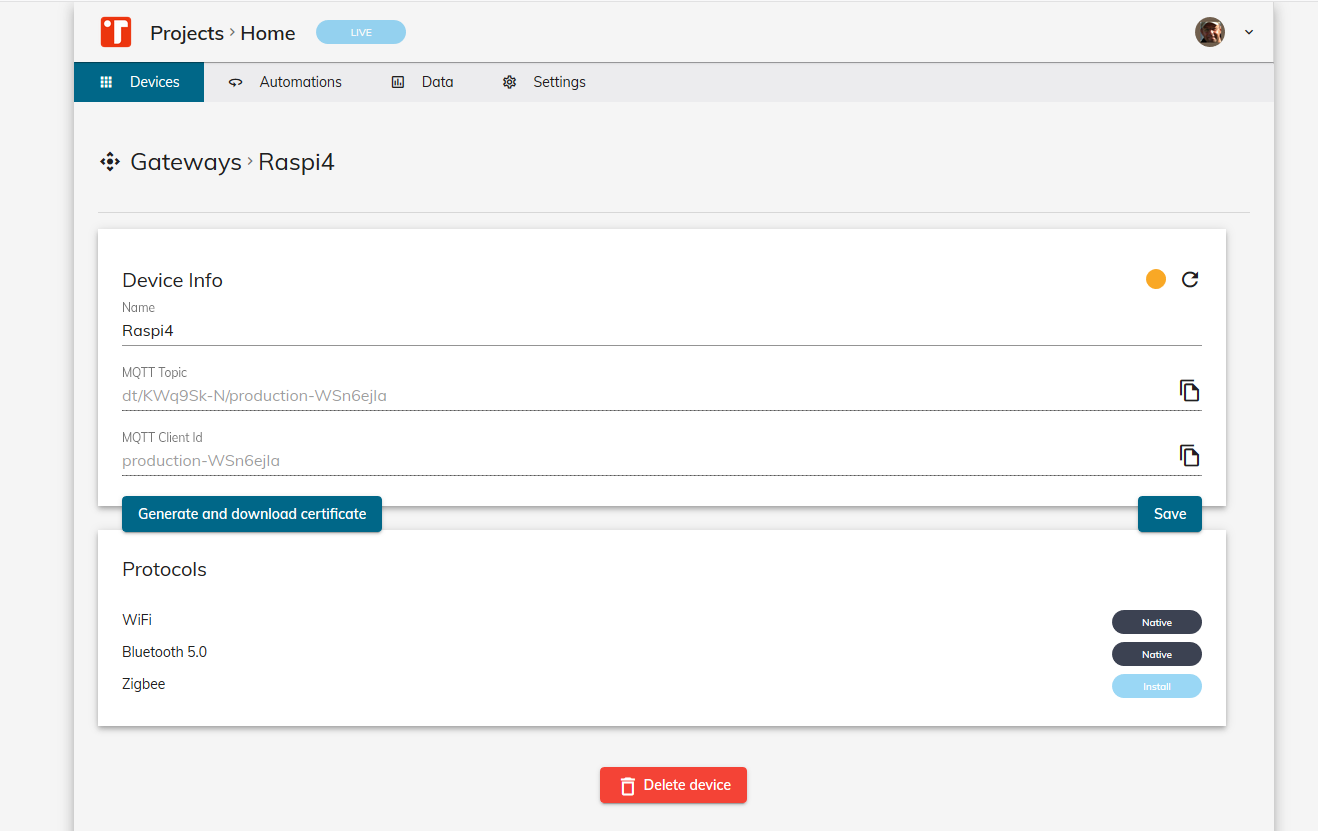 Projects › Home LIVE
Devices Automations Data Settings
Gateways › Raspi4
Device Info
Name
Raspi4
MQTT Topic
dt/KWq9Sk-N/production-WSn6ejIa
MQTT Client Id
production-WSn6ejIa
Generate and download certificate Save
Protocols
WiFi Native
Bluetooth 5.0 Native
Zigbee Install
Delete device